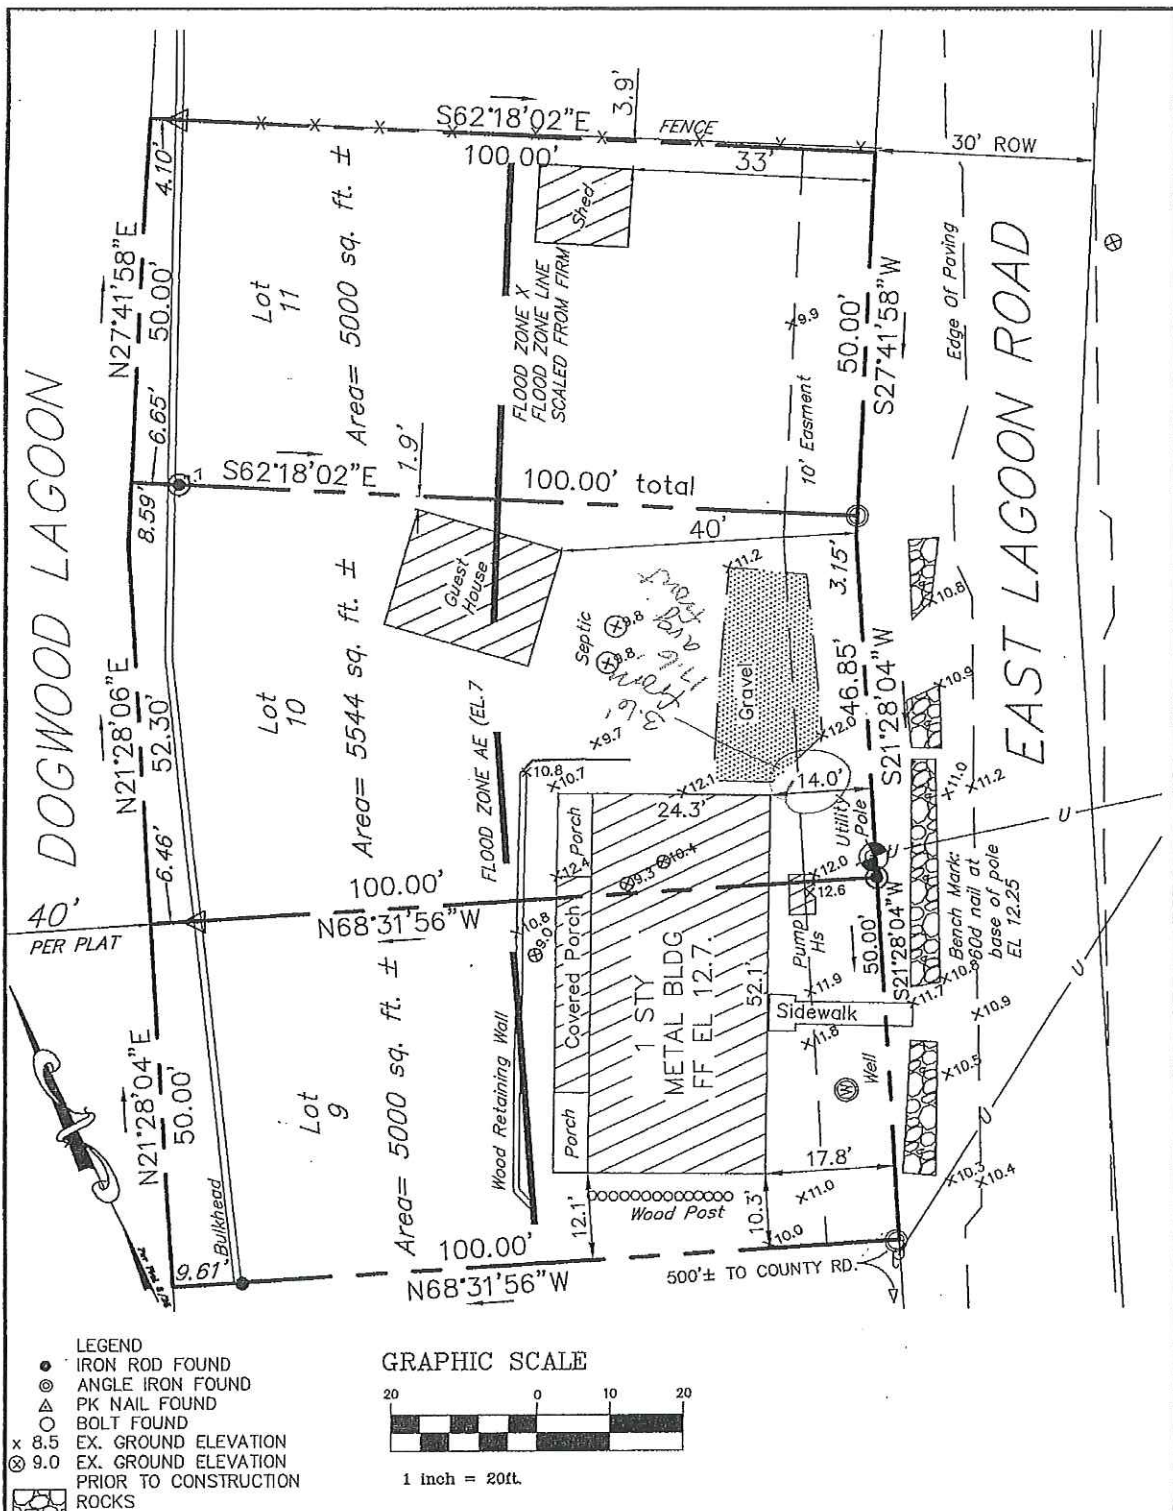 S62°18'02"E
100.00'
3.9'
FENCE
33'
30' ROW
4.10'
N27°41'58"E
50.00'
6.65'
Lot
11
Area= 5000 sq. ft. ±
Shed
FLOOD ZONE X
FLOOD ZONE LINE
SCALED FROM FIRM
x9.9
10' Easment
50.00'
S27°41'58"W
Edge Of Paving
EAST LAGOON ROAD
DOGWOOD LAGOON
S62°18'02"E
100.00' total
1.9'
8.59'
40'
3.15'
Guest
House
Septic
9.8
9.8
3.6' from
17.6 avg
front
x11.2
Gravel
46.85'
S21°28'04"W
x10.8
x10.9
N21°28'06"E
52.30'
6.46'
Lot
10
Area= 5544 sq. ft. ±
FLOOD ZONE AE (EL.7
x9.7
x12.0
x10.8
x10.7
x12.1
24.3'
14.0'
Utility
Pole
x11.0
x11.2
U
U
Porch
x12.4
9.3
10.4
x12.0
x12.6
Bench Mark:
60d nail at
base of pole
EL 12.25
40'
PER PLAT
100.00'
N68°31'56"W
x10.8
9.0
Covered Porch
1 STY
METAL BLDG
FF EL 12.7.
52.1'
Pump
Hs
50.00'
S21°28'04"W
x10.8
x11.9
x11.7
x10.9
Sidewalk
x11.8
U
x10.5
W
Well
U
N21°28'04"E
50.00'
Lot
9
Area= 5000 sq. ft. ±
Wood Retaining Wall
Porch
17.8'
x10.3
x10.4
Wood Post
x11.0
12.1'
10.3'
x10.0
Bulkhead
9.61'
100.00'
N68°31'56"W
500'± TO COUNTY RD.
LEGEND
IRON ROD FOUND
ANGLE IRON FOUND
PK NAIL FOUND
BOLT FOUND
x 8.5 EX. GROUND ELEVATION
⊗ 9.0 EX. GROUND ELEVATION
PRIOR TO CONSTRUCTION
ROCKS
GRAPHIC SCALE
20 0 10 20
1 inch = 20ft.